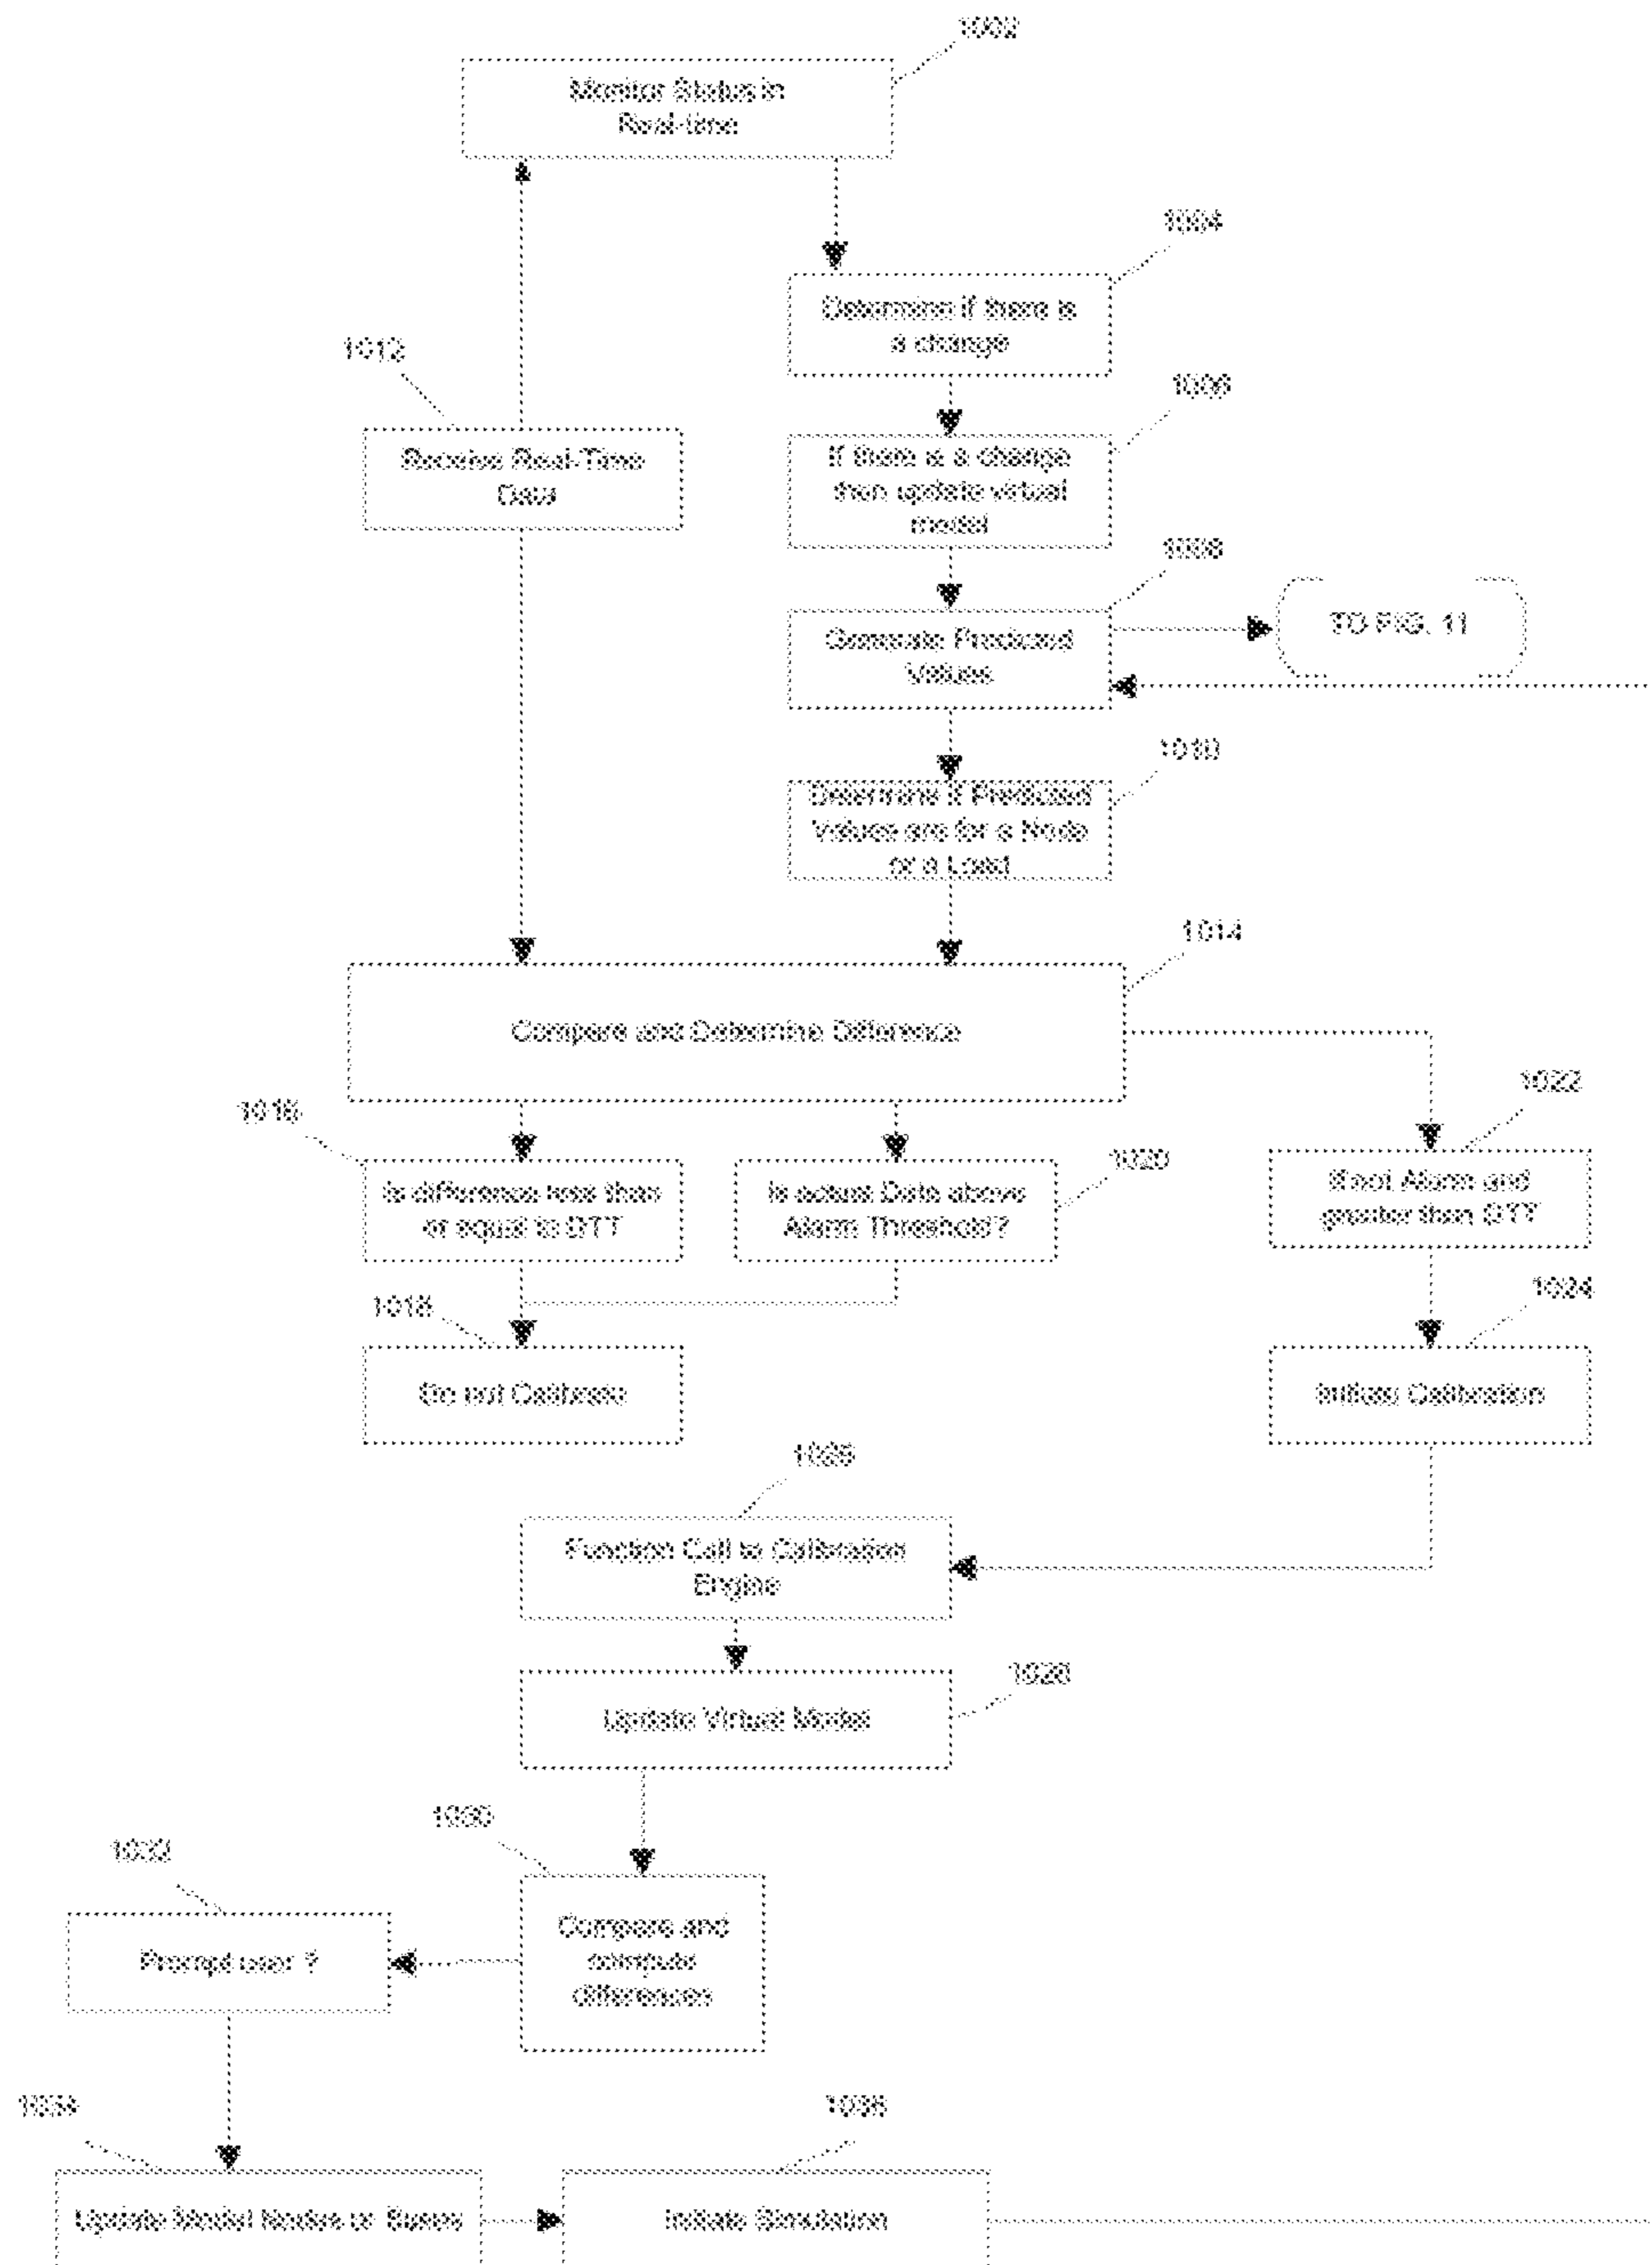 1002
Monitor Status in
Real-time
1004
Determine if there is
a change
1012
1006
Receive Real-Time
Data
If there is a change
then update virtual
model
1008
Generate Predicted
Values
TO FIG. 11
1010
Determine if Predicted
Values are for a Node
or a Load
1014
Compare and Determine Difference
1016
1022
1020
Is difference less than
or equal to DTT
Is actual Data above
Alarm Threshold?
If not Alarm and
greater than DTT
1018
1024
Do not Calibrate
Initiate Calibration
Function Call to Calibration
Engine
1028
Update Virtual Model
1030
1032
Compare and
compute
differences
Prompt user ?
1034
1036
Update Model Nodes or Buses
Initiate Simulation